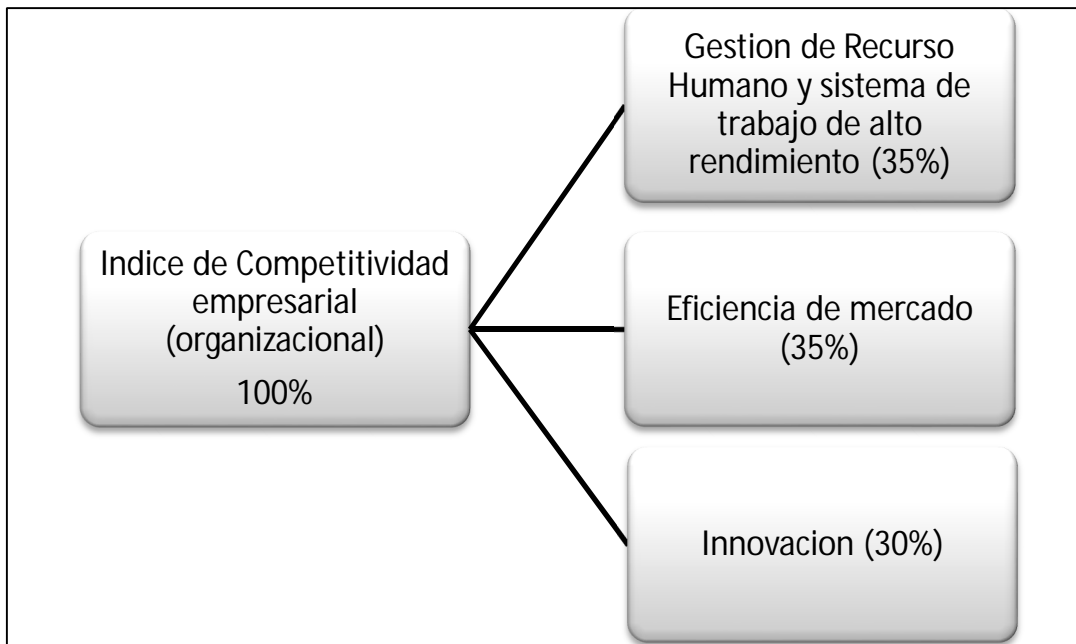 Gestion de Recurso
Humano y sistema de
trabajo de alto
rendimiento (35%)
Indice de Competitividad
empresarial
(organizacional)
100%
Eficiencia de mercado
(35%)
Innovacion (30%)